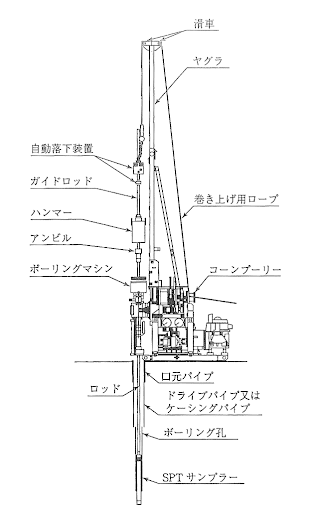 滑車
ヤグラ
自動落下装置
ガイドロッド
ハンマー
巻き上げ用ロープ
アンビル
ボーリングマシン
コーンプーリー
口元パイプ
ロッド
ドライブパイプ又は
ケーシングパイプ
ボーリング孔
SPTサンプラー